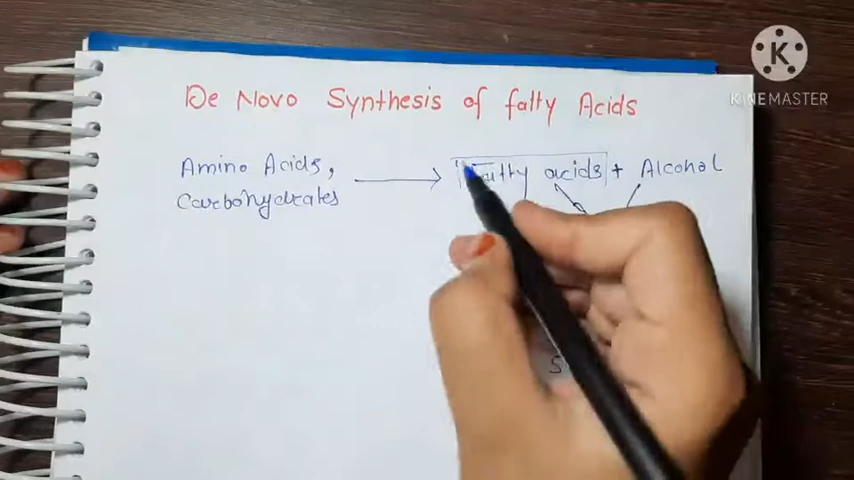 De Novo Synthesis of fatty Acids
Amino Acids, fatty acids + Alcohol
Carbohydrates
K
KINEMASTER